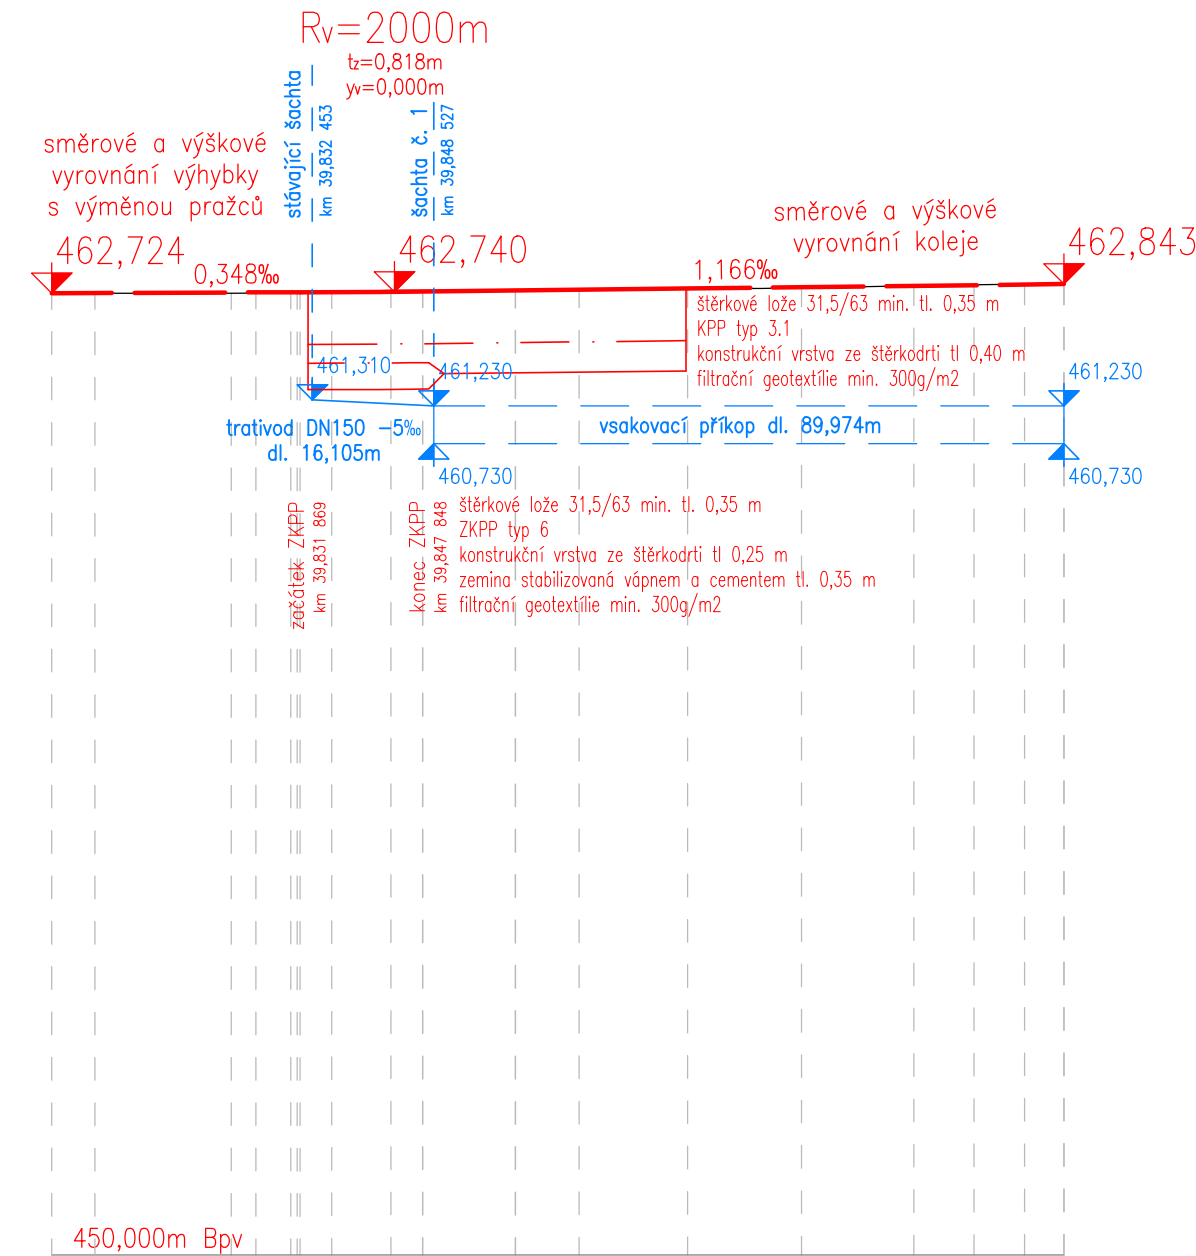 Rv=2000m
tz=0,818m
yv=0,000m
stávající šachta
km 39,832 453
šachta č. 1
km 39,848 527
směrové a výškové
vyrovnání výhybky
s výměnou pražců
směrové a výškové
vyrovnání koleje
462,724
0,348‰
462,740
1,166‰
462,843
štěrkové lože 31,5/63 min. tl. 0,35 m
KPP typ 3.1
konstrukční vrstva ze štěrkodrti tl 0,40 m
filtrační geotextílie min. 300g/m2
461,310
461,230
461,230
trativod DN150 -5‰
dl. 16,105m
vsakovací příkop dl. 89,974m
460,730
460,730
začátek ZKPP
km 39,831 869
konec ZKPP
km 39,847 848
štěrkové lože 31,5/63 min. tl. 0,35 m
ZKPP typ 6
konstrukční vrstva ze štěrkodrti tl 0,25 m
zemina stabilizovaná vápnem a cementem tl. 0,35 m
filtrační geotextílie min. 300g/m2
450,000m Bpv